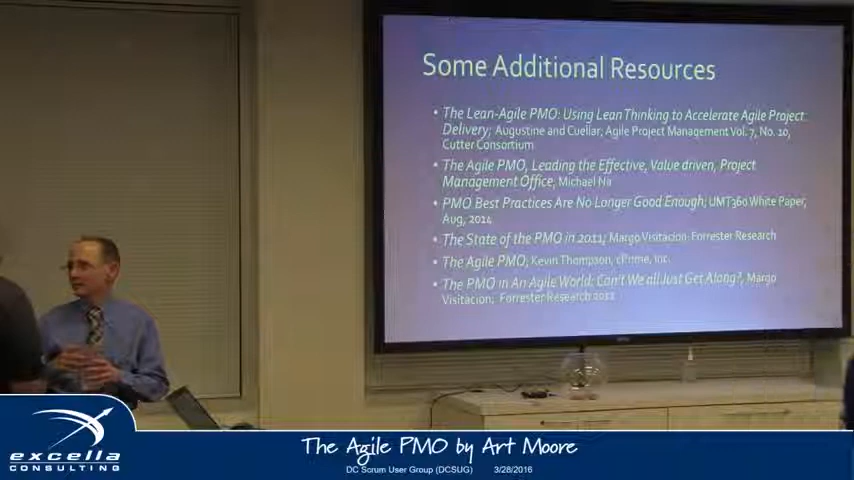 Some Additional Resources
• The Lean-Agile PMO: Using Lean Thinking to Accelerate Agile Project
Delivery; Augustine and Cuellar, Agile Project Management Vol. 7, No. 10,
Cutter Consortium
• The Agile PMO, Leading the Effective, Value driven, Project
Management Office, Michael Na
• PMO Best Practices Are No Longer Good Enough; UMT360 White Paper,
Aug, 2014
• The State of the PMO in 2011; Margo Visitacion, Forrester Research
• The Agile PMO; Kevin Thompson, cPrime, Inc.
• The PMO in An Agile World: Can't We all Just Get Along?, Margo
Visitacion; Forrester Research 2012
excella
CONSULTING
The Agile PMO by Art Moore
DC Scrum User Group (DCSUG) 3/28/2016